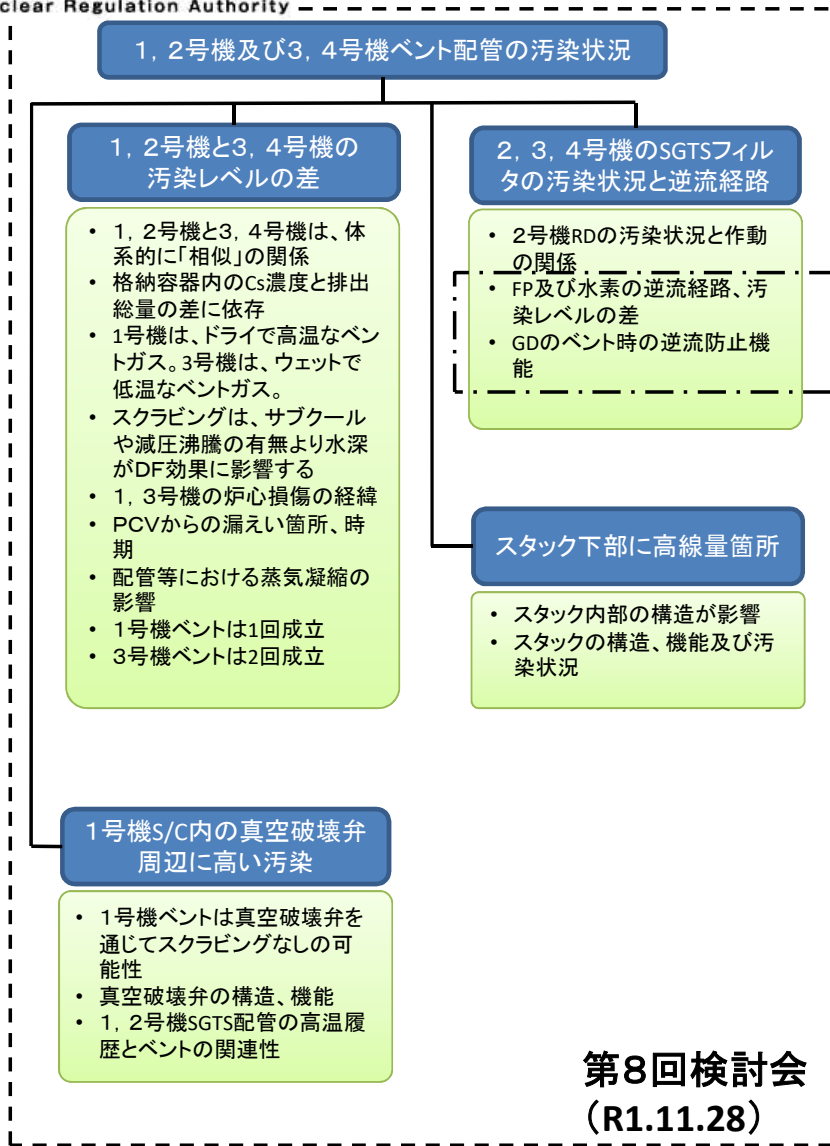 clear Regulation Authority
1，2号機及び3，4号機ベント配管の汚染状況
1，2号機と3，4号機の
汚染レベルの差
• 1，2号機と3，4号機は、体
系的に「相似」の関係
• 格納容器内のCs濃度と排出
総量の差に依存
• 1号機は、ドライで高温なベン
トガス。3号機は、ウェットで
低温なベントガス。
• スクラビングは、サブクール
や減圧沸騰の有無より水深
がDF効果に影響する
• 1，3号機の炉心損傷の経緯
• PCVからの漏えい箇所、時
期
• 配管等における蒸気凝縮の
影響
• 1号機ベントは1回成立
• 3号機ベントは2回成立
2，3，4号機のSGTSフィル
タの汚染状況と逆流経路
• 2号機RDの汚染状況と作動
の関係
• FP及び水素の逆流経路、汚
染レベルの差
• GDのベント時の逆流防止機
能
スタック下部に高線量箇所
• スタック内部の構造が影響
• スタックの構造、機能及び汚
染状況
1号機S/C内の真空破壊弁
周辺に高い汚染
• 1号機ベントは真空破壊弁を
通じてスクラビングなしの可
能性
• 真空破壊弁の構造、機能
• 1，2号機SGTS配管の高温履
歴とベントの関連性
第8回検討会
（R1.11.28）